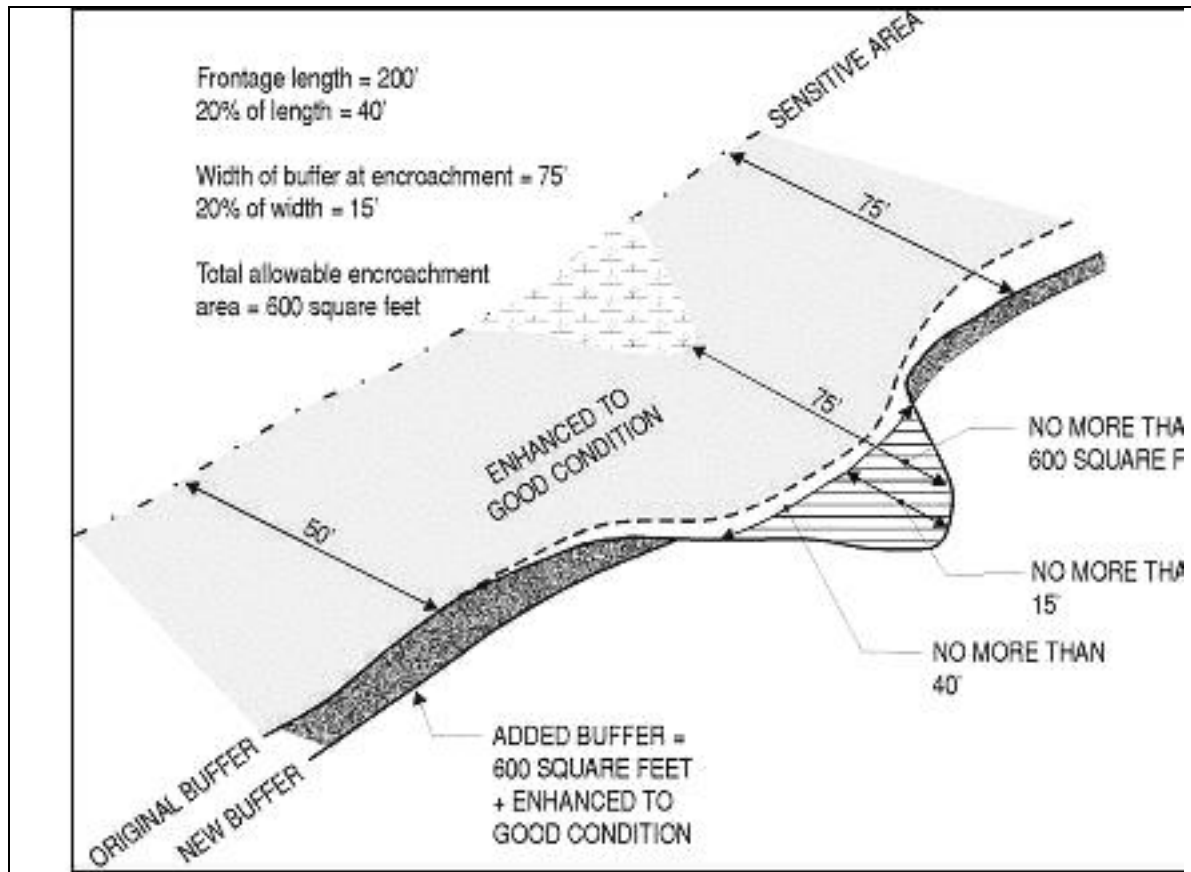 Frontage length = 200'
20% of length = 40'
Width of buffer at encroachment = 75'
20% of width = 15'
Total allowable encroachment
area = 600 square feet
SENSITIVE AREA
75'
75'
ENHANCED TO
GOOD CONDITION
50'
NO MORE THA
600 SQUARE F
NO MORE THA
15'
NO MORE THAN
40'
ADDED BUFFER =
600 SQUARE FEET
+ ENHANCED TO
GOOD CONDITION
ORIGINAL BUFFER
NEW BUFFER